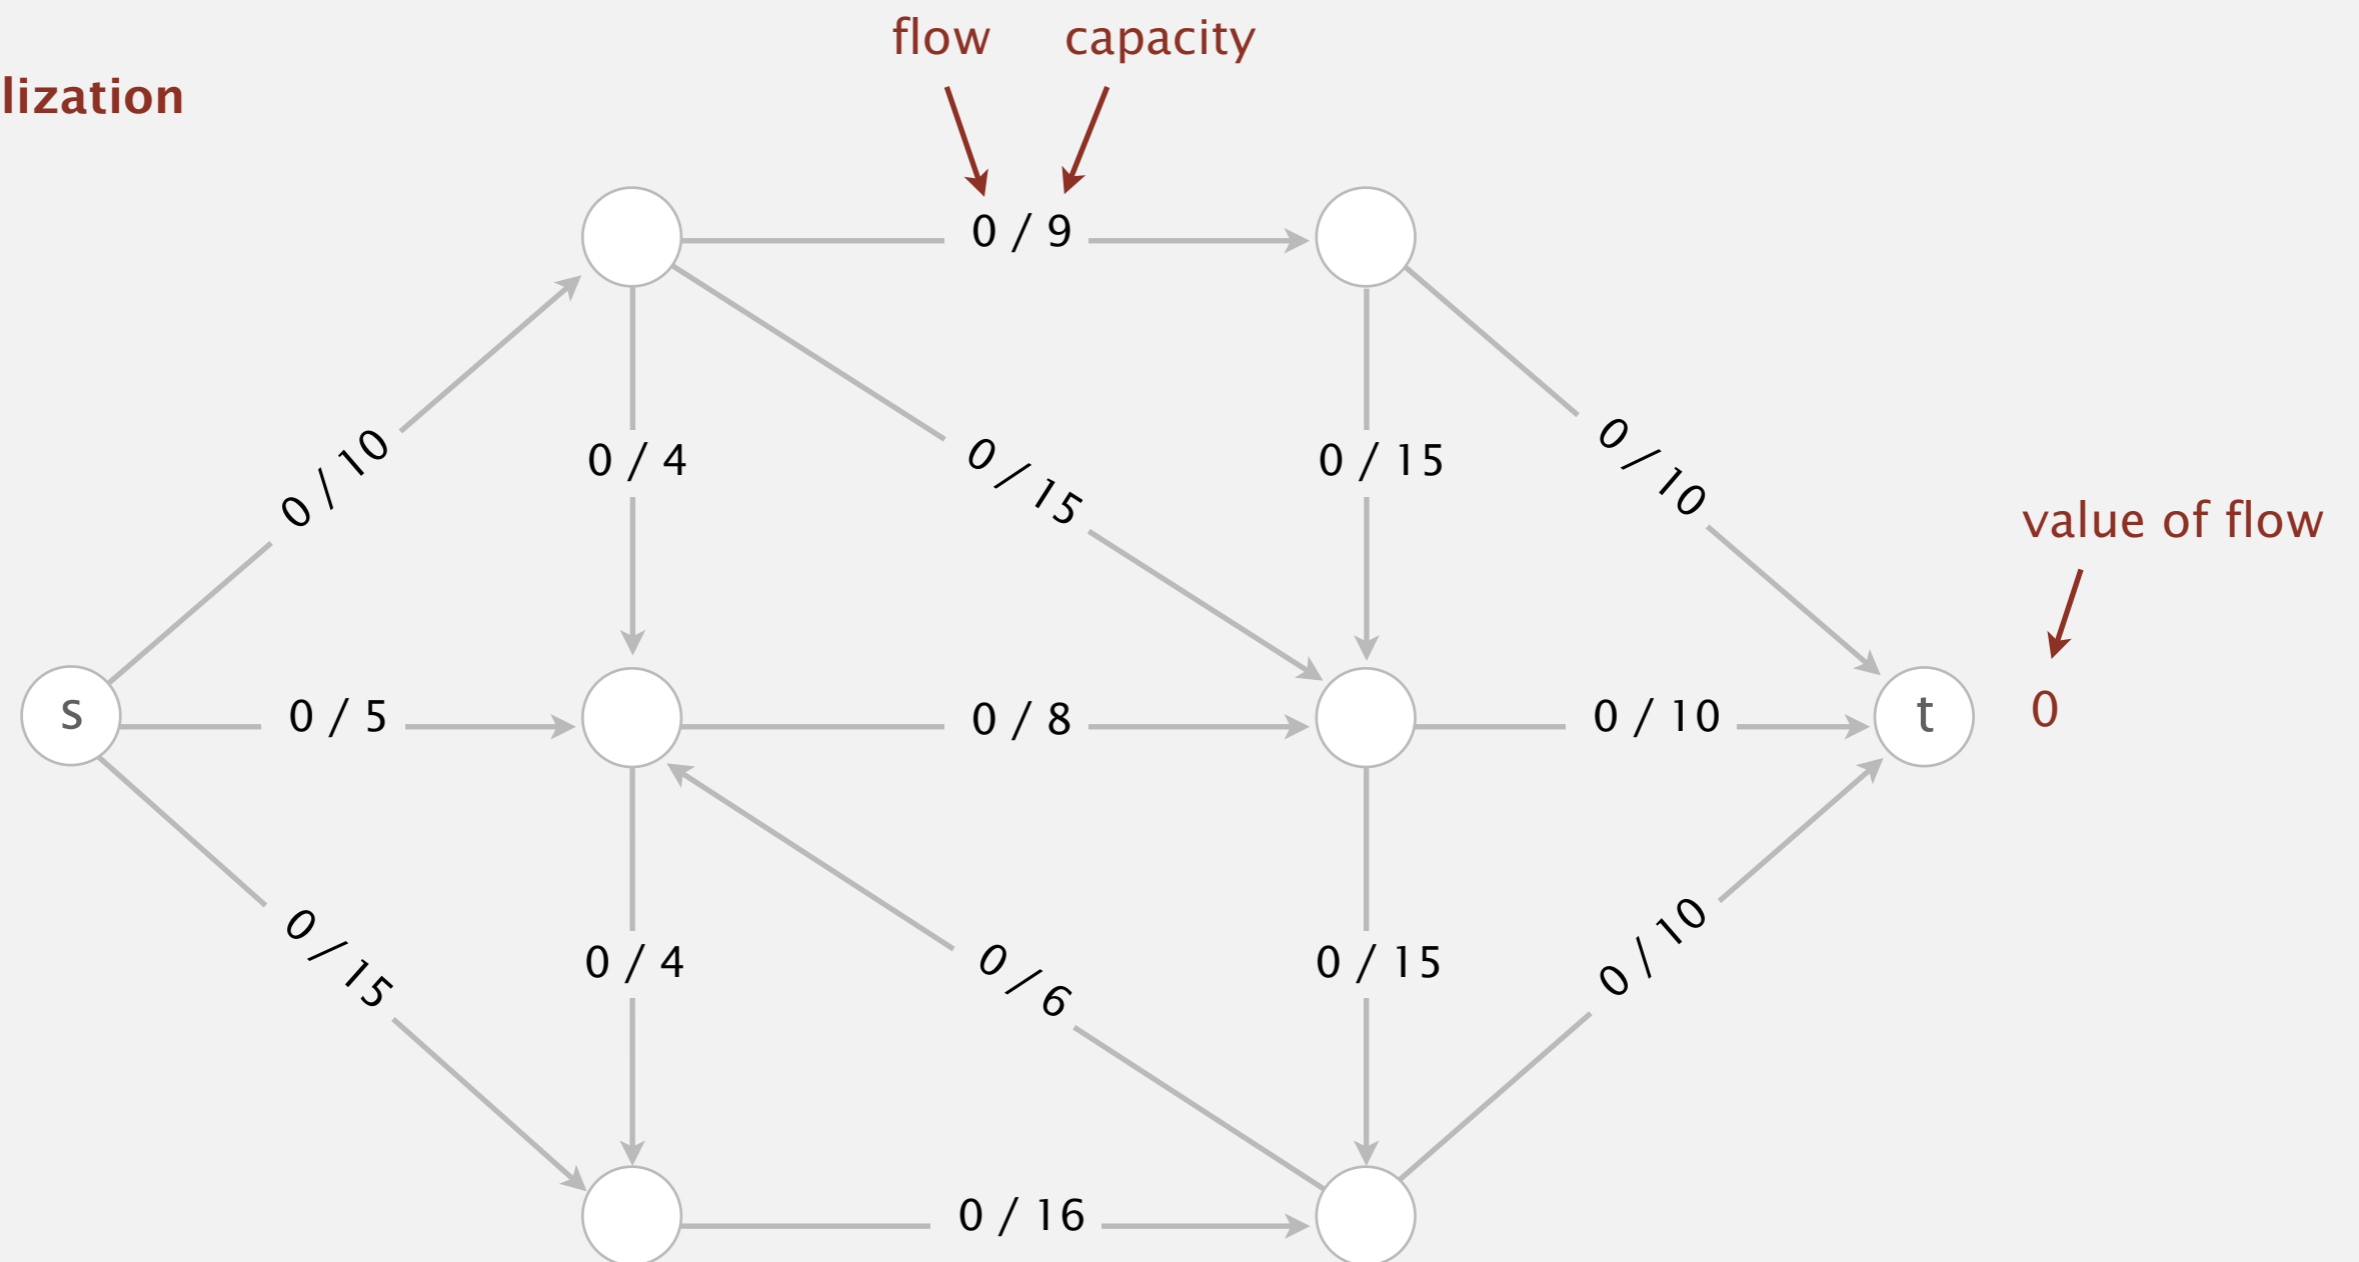 flow capacity
lization
0 / 9
0 / 10
0 / 4
0 / 15
0 / 15
0 / 10
value of flow
s
0 / 5
0 / 8
0 / 10
t
0
0 / 15
0 / 4
0 / 6
0 / 15
0 / 10
0 / 16